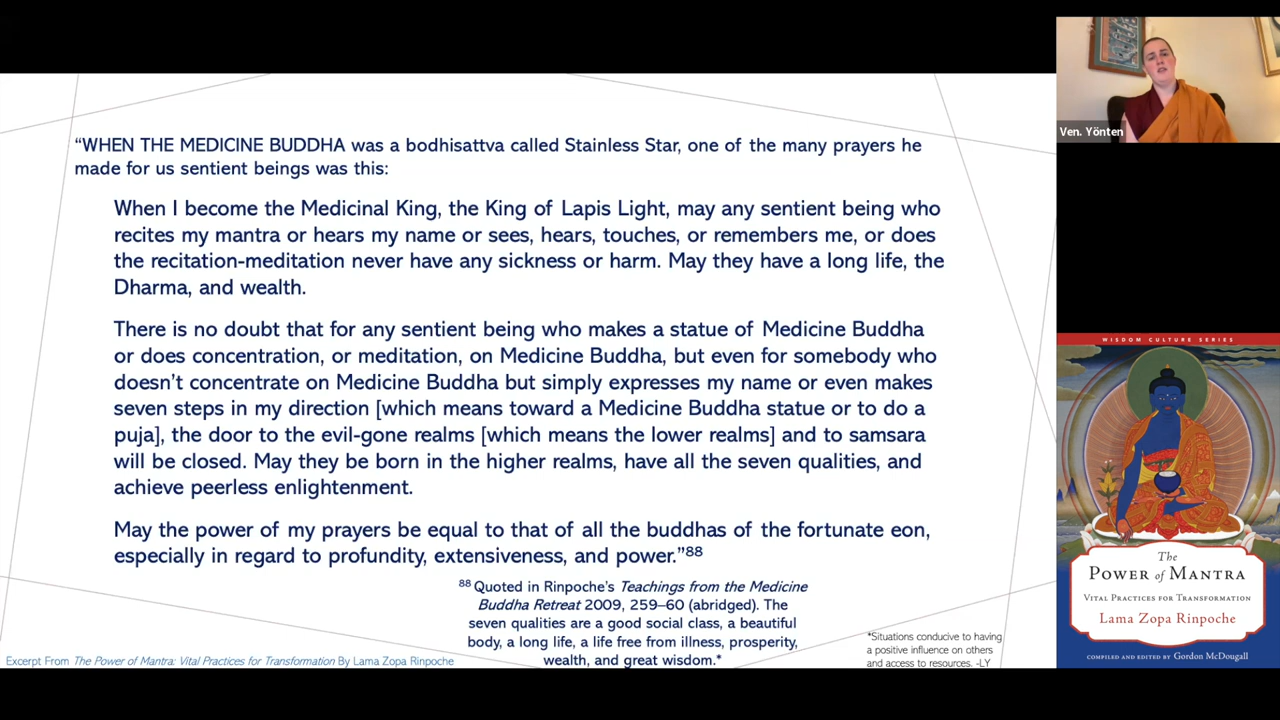 “WHEN THE MEDICINE BUDDHA was a bodhisattva called Stainless Star, one of the many prayers he
made for us sentient beings was this:
When I become the Medicinal King, the King of Lapis Light, may any sentient being who
recites my mantra or hears my name or sees, hears, touches, or remembers me, or does
the recitation-meditation never have any sickness or harm. May they have a long life, the
Dharma, and wealth.
There is no doubt that for any sentient being who makes a statue of Medicine Buddha
or does concentration, or meditation, on Medicine Buddha, but even for somebody who
doesn’t concentrate on Medicine Buddha but simply expresses my name or even makes
seven steps in my direction [which means toward a Medicine Buddha statue or to do a
puja], the door to the evil-gone realms [which means the lower realms] and to samsara
will be closed. May they be born in the higher realms, have all the seven qualities, and
achieve peerless enlightenment.
May the power of my prayers be equal to that of all the buddhas of the fortunate eon,
especially in regard to profundity, extensiveness, and power.”88
88 Quoted in Rinpoche’s Teachings from the Medicine
Buddha Retreat 2009, 259–60 (abridged). The
seven qualities are a good social class, a beautiful
body, a long life, a life free from illness, prosperity,
wealth, and great wisdom.*
*Situations conducive to having
a positive influence on others
and access to resources. -LY
Excerpt From The Power of Mantra: Vital Practices for Transformation By Lama Zopa Rinpoche
Ven. Yönten
WISDOM CULTURE SERIES
The
POWER of MANTRA
VITAL PRACTICES FOR TRANSFORMATION
Lama Zopa Rinpoche
COMPILED AND EDITED BY Gordon McDougall